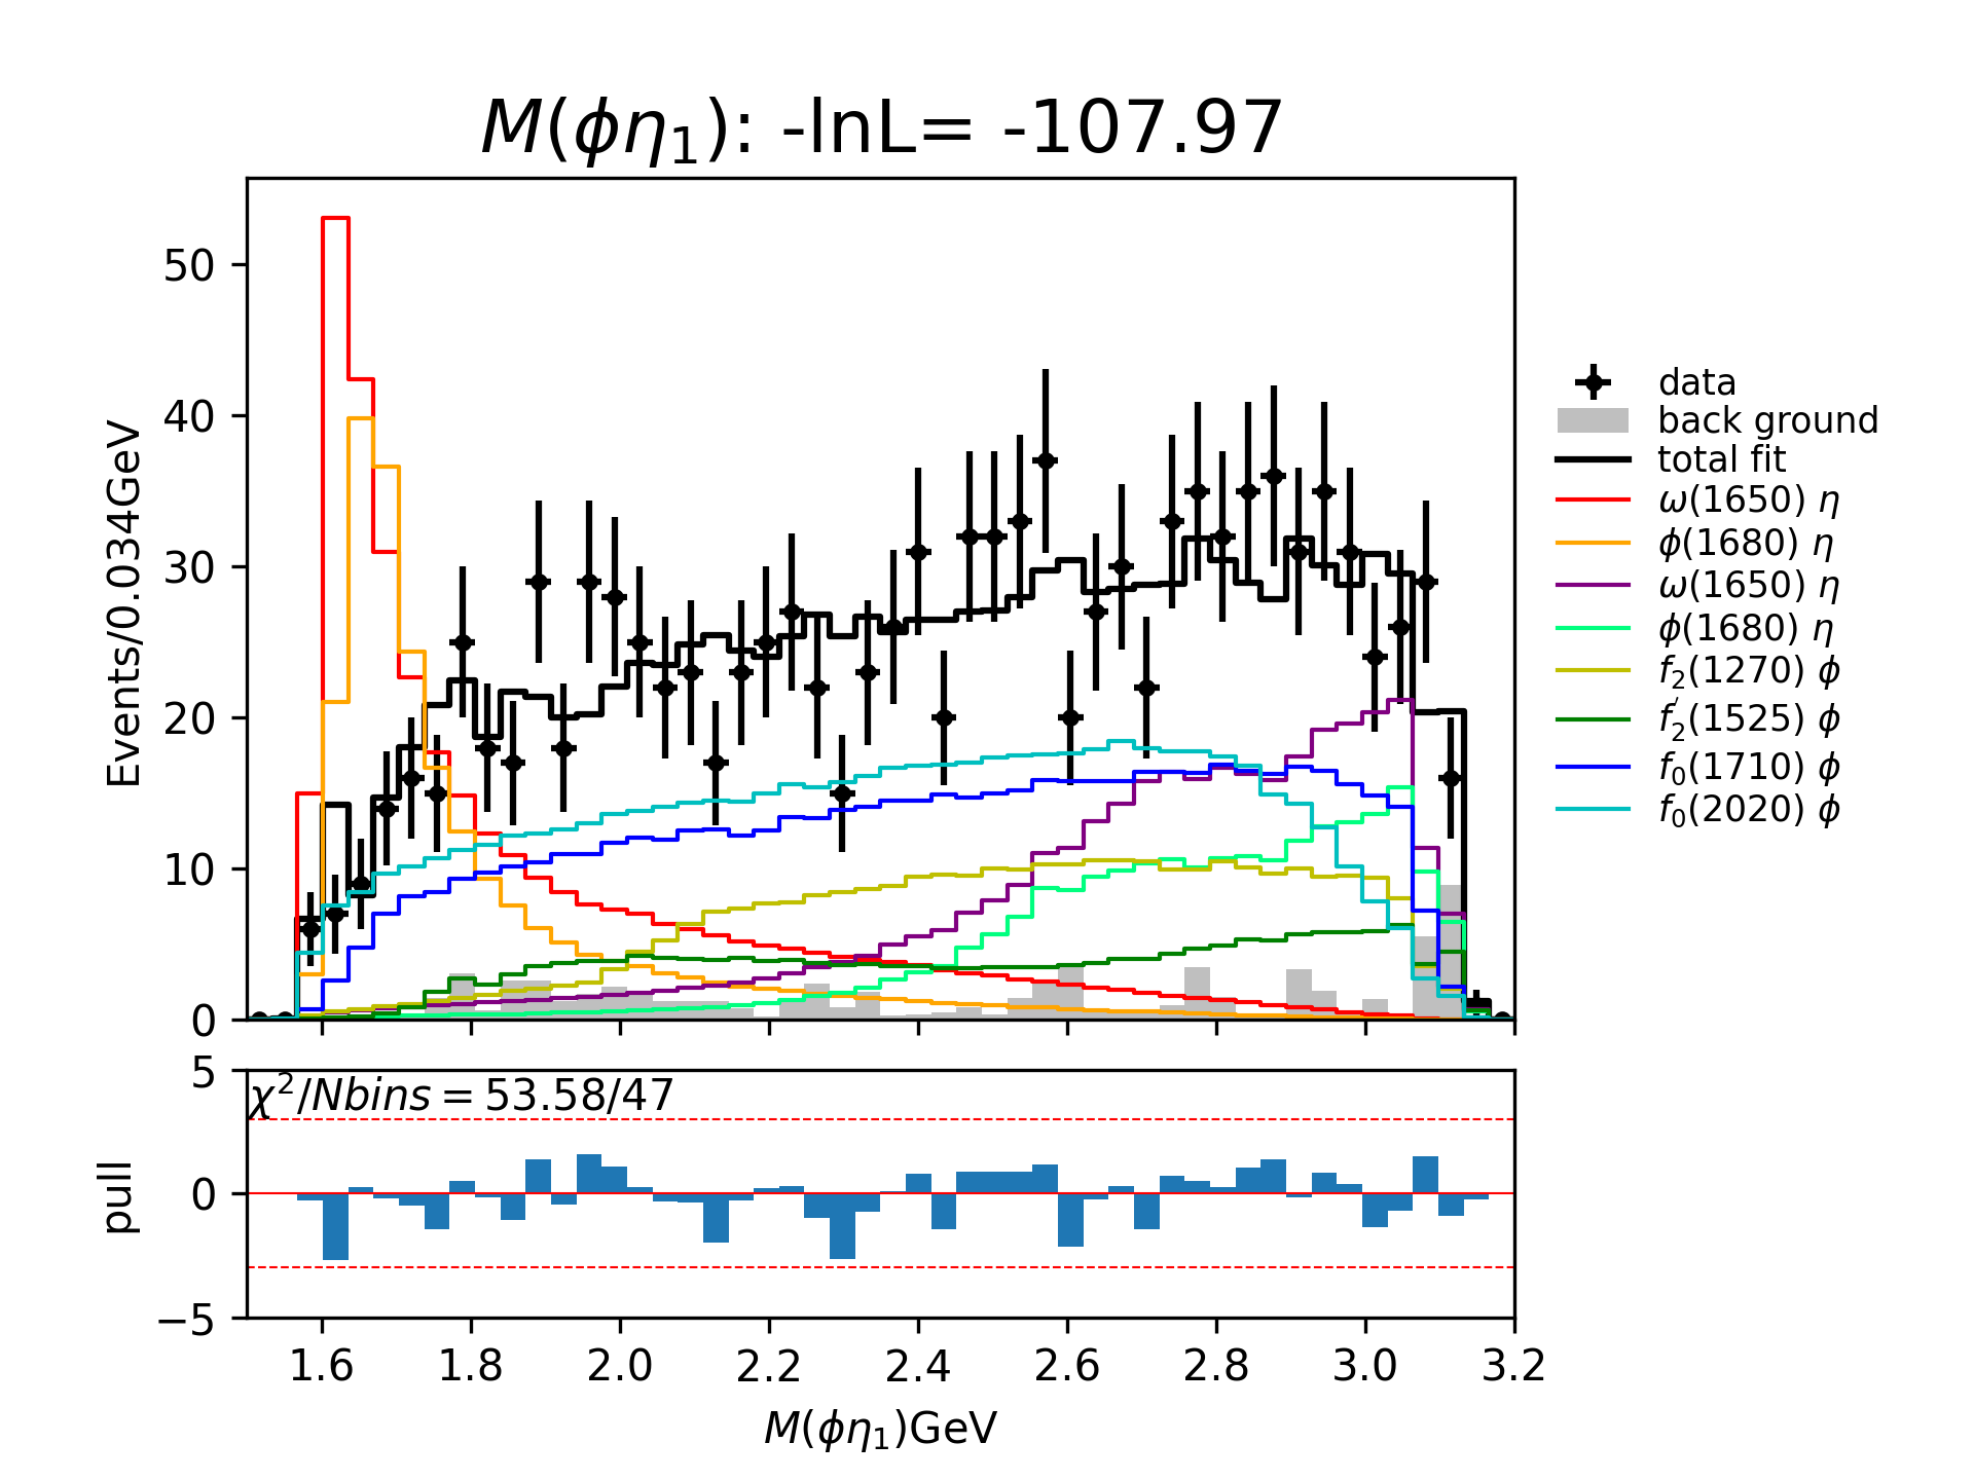 M(ϕη₁): -lnL= -107.97
Events/0.034GeV
50
40
30
20
10
0
data
back ground
total fit
ω(1650) η
ϕ(1680) η
ω(1650) η
ϕ(1680) η
f₂(1270) ϕ
f₂′(1525) ϕ
f₀(1710) ϕ
f₀(2020) ϕ
χ²/Nbins = 53.58/47
pull
5
0
−5
1.6 1.8 2.0 2.2 2.4 2.6 2.8 3.0 3.2
M(ϕη₁)GeV